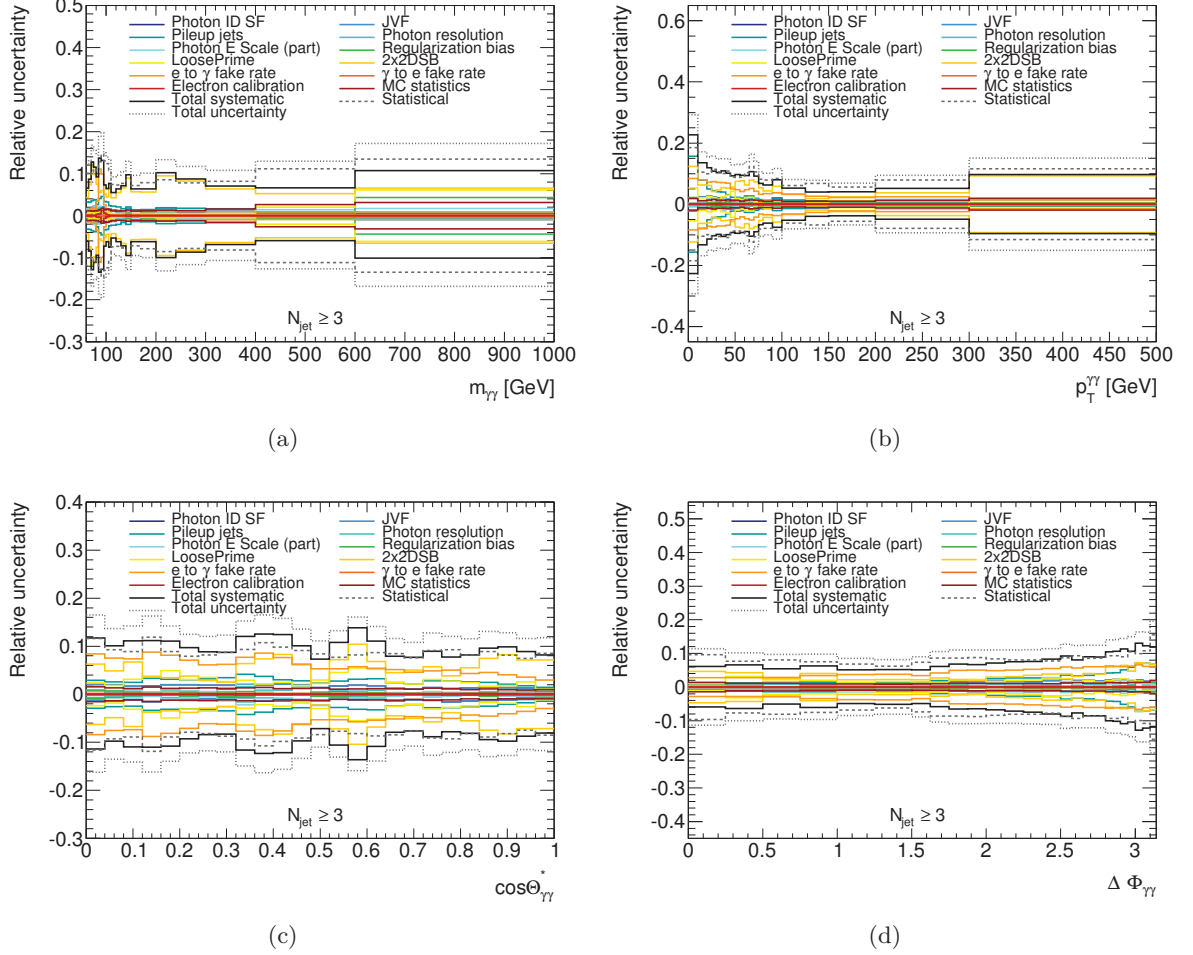 Relative uncertainty
0.5
0.4
0.3
0.2
0.1
0
-0.1
-0.2
-0.3
Photon ID SF
Pileup jets
Photon E Scale (part)
LoosePrime
e to γ fake rate
Electron calibration
Total systematic
Total uncertainty
JVF
Photon resolution
Regularization bias
2x2DSB
γ to e fake rate
MC statistics
Statistical
N_jet ≥ 3
100 200 300 400 500 600 700 800 900 1000
m_γγ [GeV]
(a)
Relative uncertainty
0.6
0.4
0.2
0
-0.2
-0.4
Photon ID SF
Pileup jets
Photon E Scale (part)
LoosePrime
e to γ fake rate
Electron calibration
Total systematic
Total uncertainty
JVF
Photon resolution
Regularization bias
2x2DSB
γ to e fake rate
MC statistics
Statistical
N_jet ≥ 3
0 50 100 150 200 250 300 350 400 450 500
p_T^γγ [GeV]
(b)
Relative uncertainty
0.4
0.3
0.2
0.1
0
-0.1
-0.2
-0.3
Photon ID SF
Pileup jets
Photon E Scale (part)
LoosePrime
e to γ fake rate
Electron calibration
Total systematic
Total uncertainty
JVF
Photon resolution
Regularization bias
2x2DSB
γ to e fake rate
MC statistics
Statistical
N_jet ≥ 3
0 0.1 0.2 0.3 0.4 0.5 0.6 0.7 0.8 0.9 1
cosΘ*_γγ
(c)
Relative uncertainty
0.5
0.4
0.3
0.2
0.1
0
-0.1
-0.2
-0.3
-0.4
Photon ID SF
Pileup jets
Photon E Scale (part)
LoosePrime
e to γ fake rate
Electron calibration
Total systematic
Total uncertainty
JVF
Photon resolution
Regularization bias
2x2DSB
γ to e fake rate
MC statistics
Statistical
N_jet ≥ 3
0 0.5 1 1.5 2 2.5 3
Δ Φ_γγ
(d)